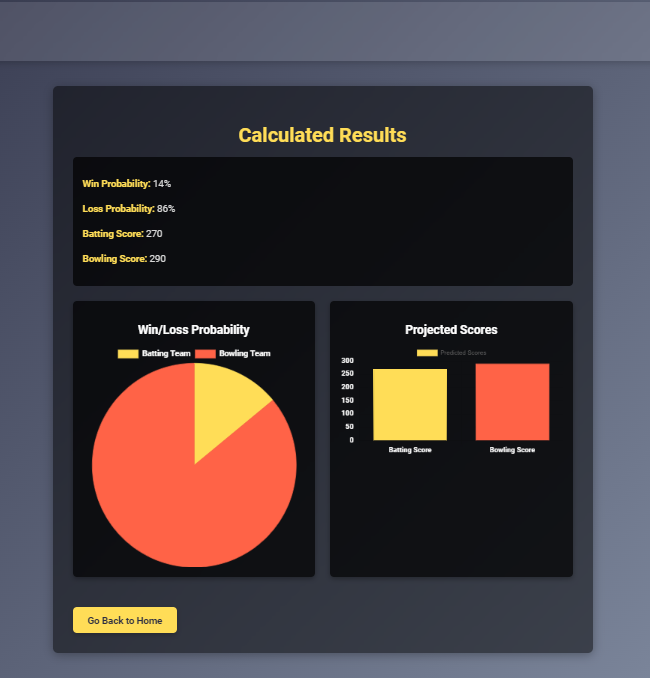 Calculated Results
Win Probability: 14%
Loss Probability: 86%
Batting Score: 270
Bowling Score: 290
Win/Loss Probability
Batting Team Bowling Team
Projected Scores
Predicted Scores
300
250
200
150
100
50
0
Batting Score Bowling Score
Go Back to Home